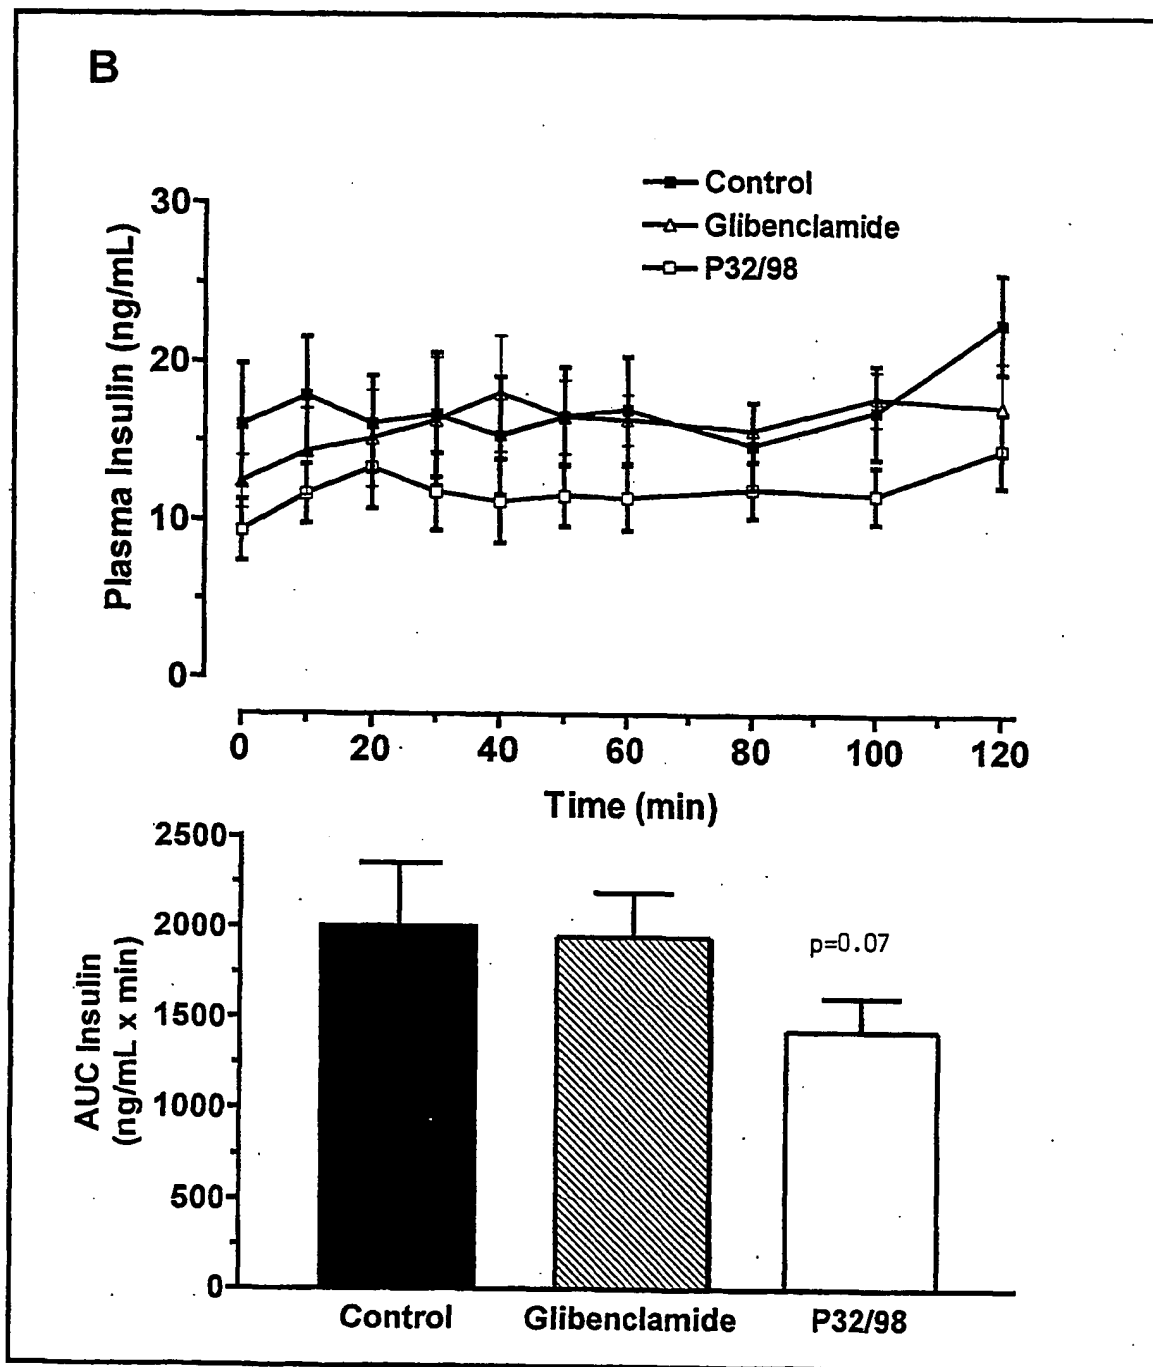 B
Control
Glibenclamide
P32/98
Plasma Insulin (ng/mL)
30
20
10
0
0 20 40 60 80 100 120
Time (min)
AUC Insulin
(ng/mL x min)
2500
2000
1500
1000
500
0
p=0.07
Control Glibenclamide P32/98